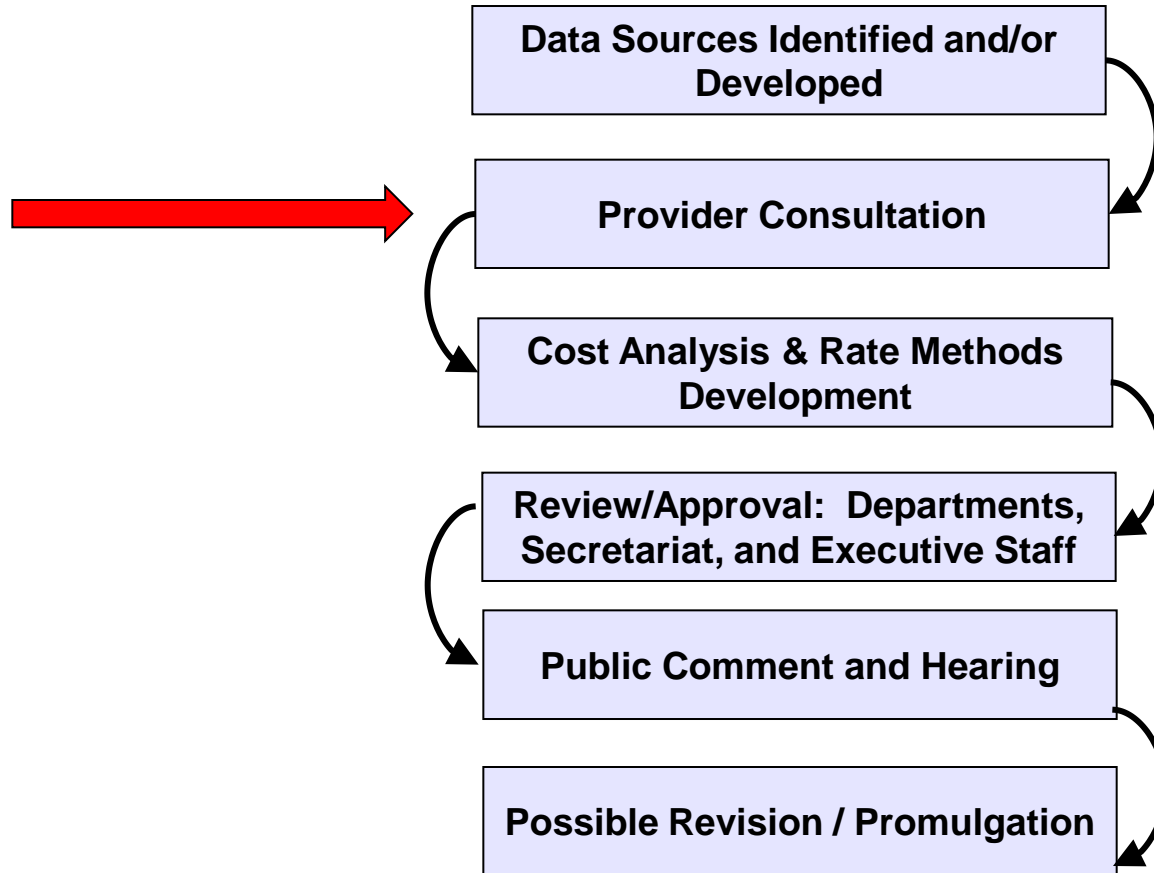 Data Sources Identified and/or
Developed
Provider Consultation
Cost Analysis & Rate Methods
Development
Review/Approval:  Departments,
Secretariat, and Executive Staff
Public Comment and Hearing
Possible Revision / Promulgation